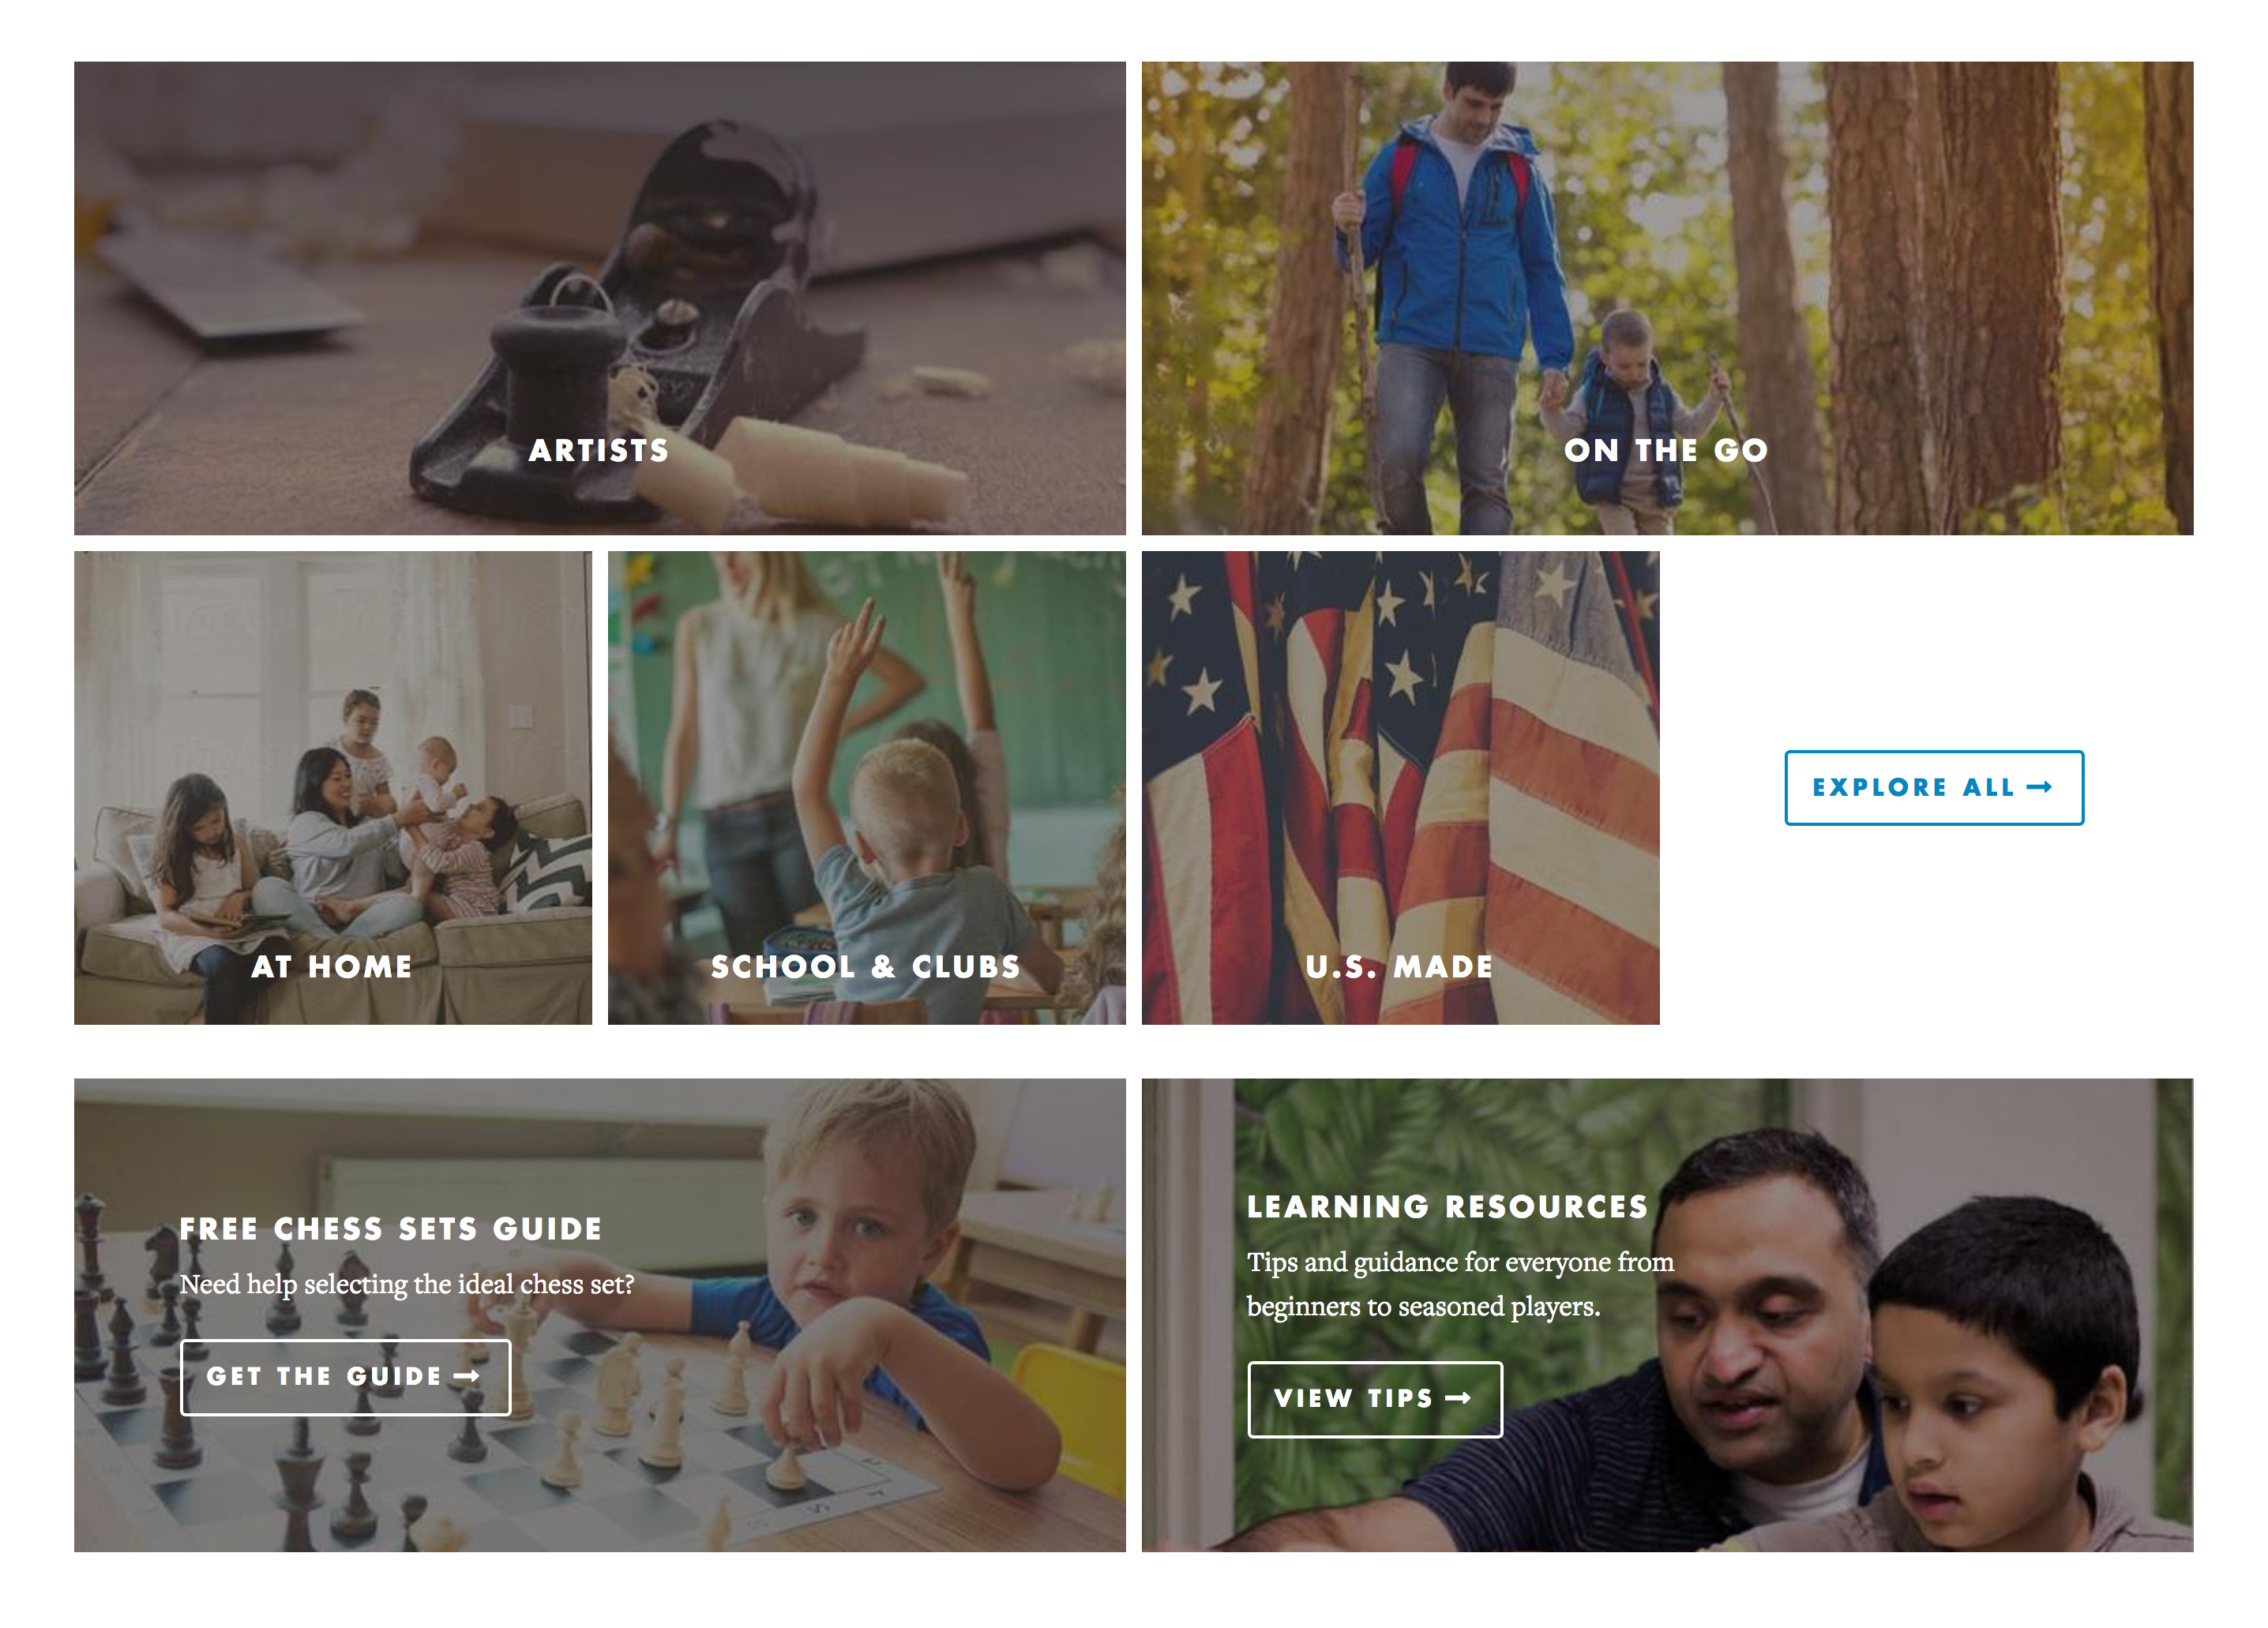 ARTISTS
ON THE GO
AT HOME
SCHOOL & CLUBS
U.S. MADE
EXPLORE ALL →
FREE CHESS SETS GUIDE
Need help selecting the ideal chess set?
GET THE GUIDE →
LEARNING RESOURCES
Tips and guidance for everyone from
beginners to seasoned players.
VIEW TIPS →